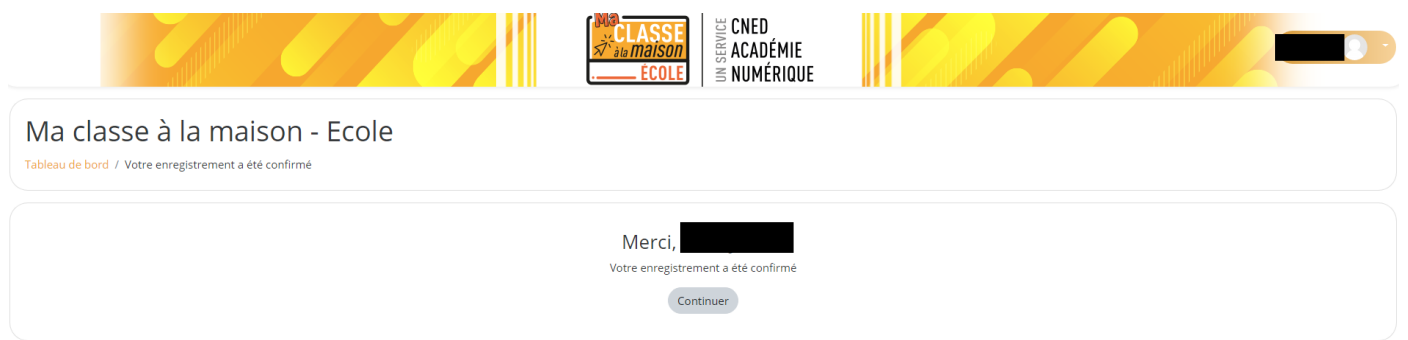 Ma
CLASSE
à la maison
ÉCOLE
UN SERVICE
CNED
ACADÉMIE
NUMÉRIQUE
Ma classe à la maison - Ecole
Tableau de bord / Votre enregistrement a été confirmé
Merci,
Votre enregistrement a été confirmé
Continuer